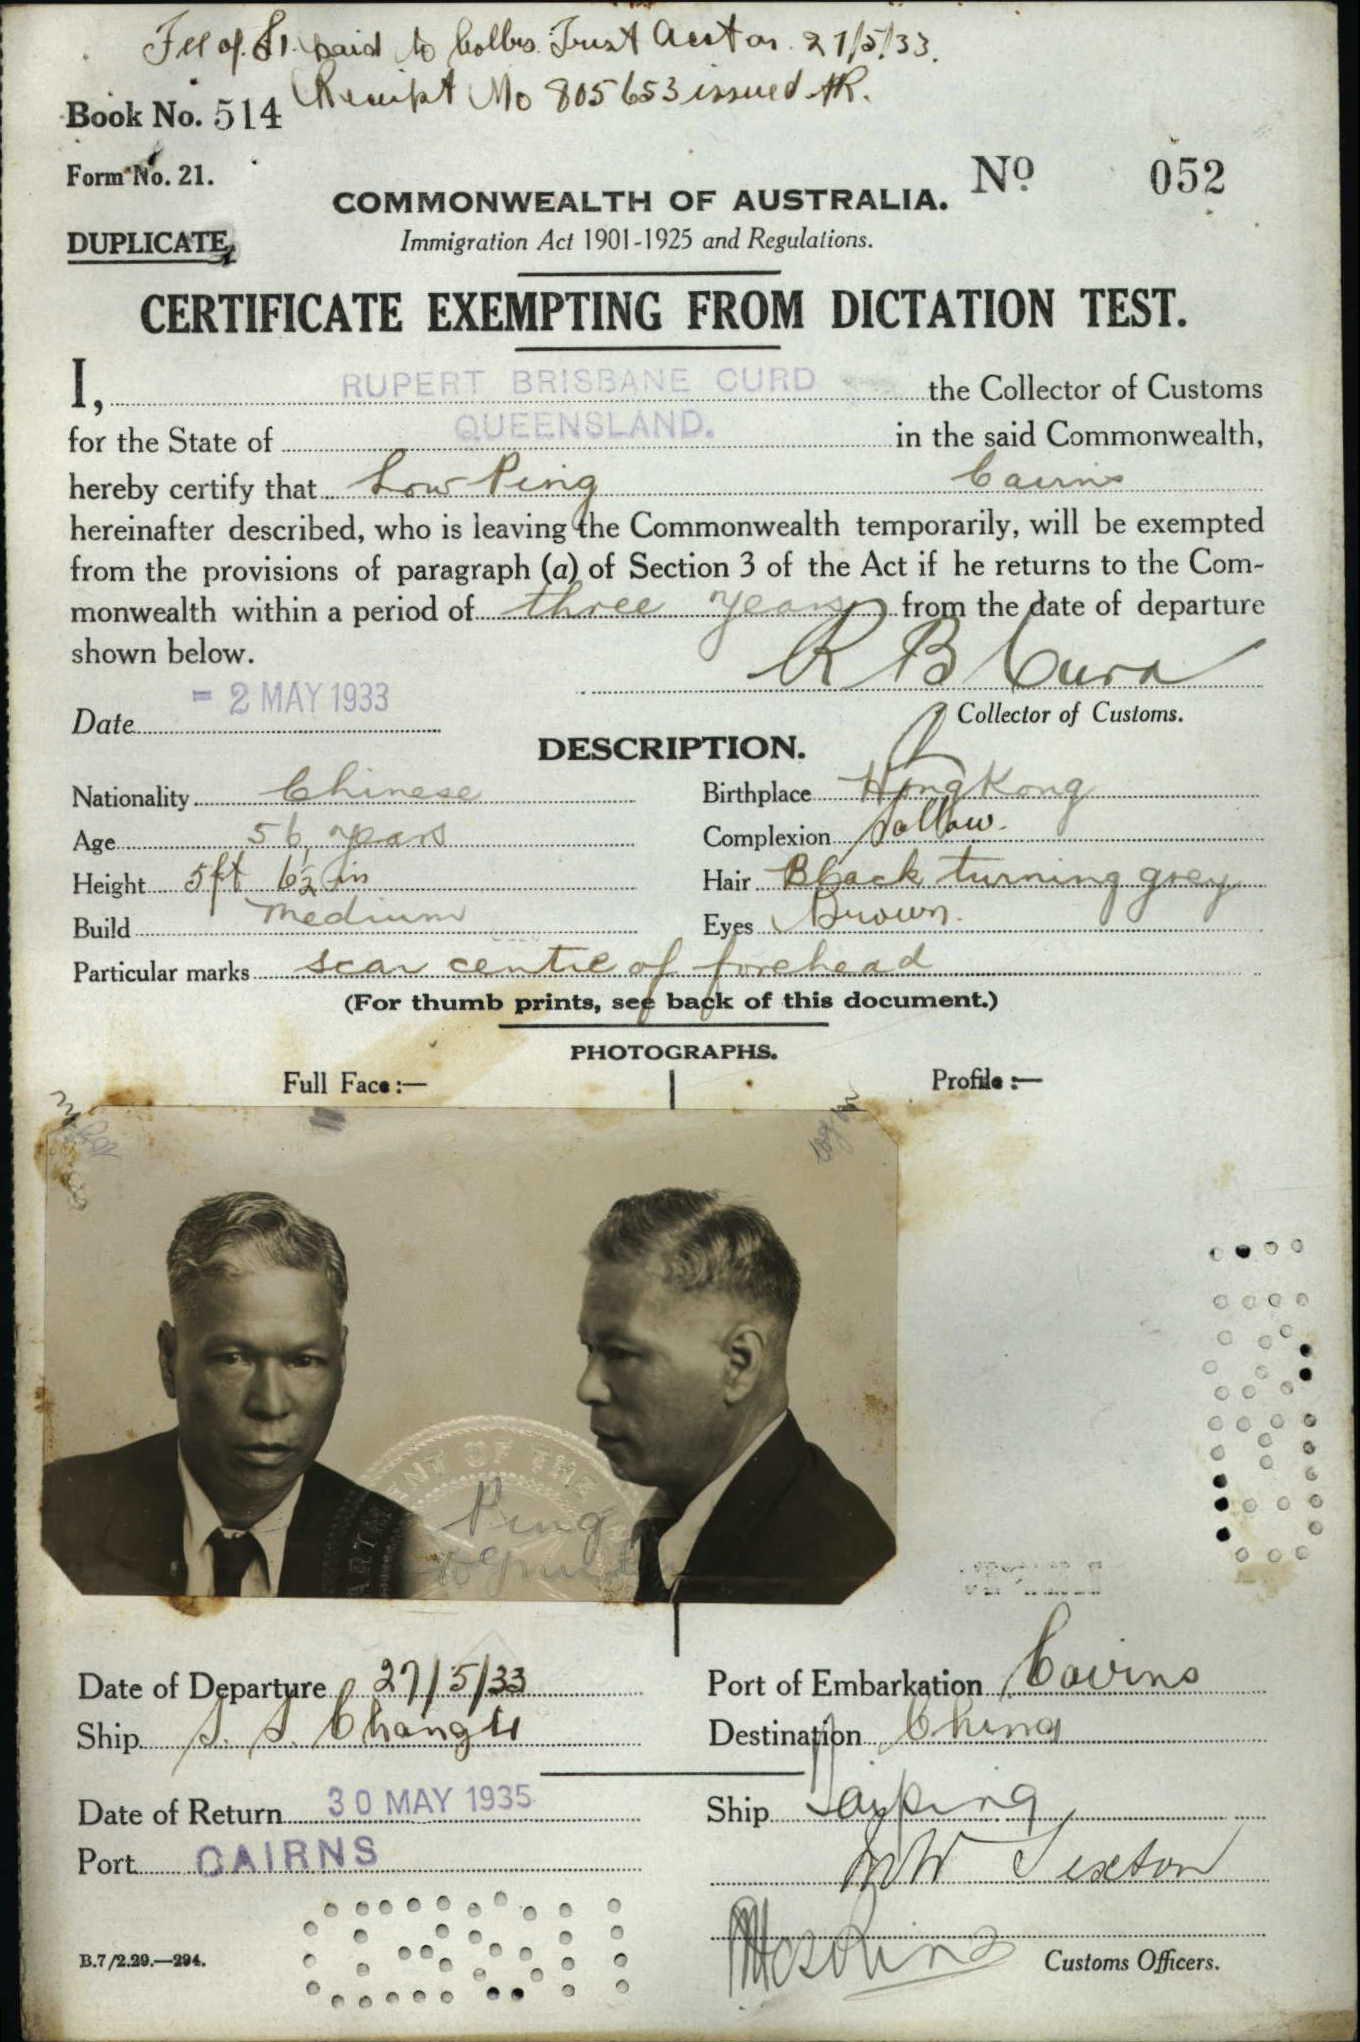 Fee of £1. paid to Collrs. Trust Acct on 27/5/33.
Receipt No 805653 issued
Book No. 514
Form No. 21.
No 052
COMMONWEALTH OF AUSTRALIA.
DUPLICATE
Immigration Act 1901-1925 and Regulations.
CERTIFICATE EXEMPTING FROM DICTATION TEST.
I, RUPERT BRISBANE CURD the Collector of Customs
for the State of QUEENSLAND. in the said Commonwealth,
hereby certify that Low Ping Cairns
hereinafter described, who is leaving the Commonwealth temporarily, will be exempted
from the provisions of paragraph (a) of Section 3 of the Act if he returns to the Com-
monwealth within a period of three years from the date of departure
shown below.
R B Curd
Date - 2 MAY 1933
Collector of Customs.
DESCRIPTION.
Nationality Chinese Birthplace Hong Kong
Age 56 years Complexion Sallow.
Height 5ft 6½ in Hair Black turning grey
Build medium Eyes Brown.
Particular marks scar centre of forehead
(For thumb prints, see back of this document.)
PHOTOGRAPHS.
Full Face :— Profile :—
ENT OF THE
Ping
Date of Departure 27/5/33 Port of Embarkation Cairns
Ship S. S. Changte Destination China
Date of Return 30 MAY 1935 Ship Taiping
Port CAIRNS
Sexton
B.7/2.29.—294.
Customs Officers.